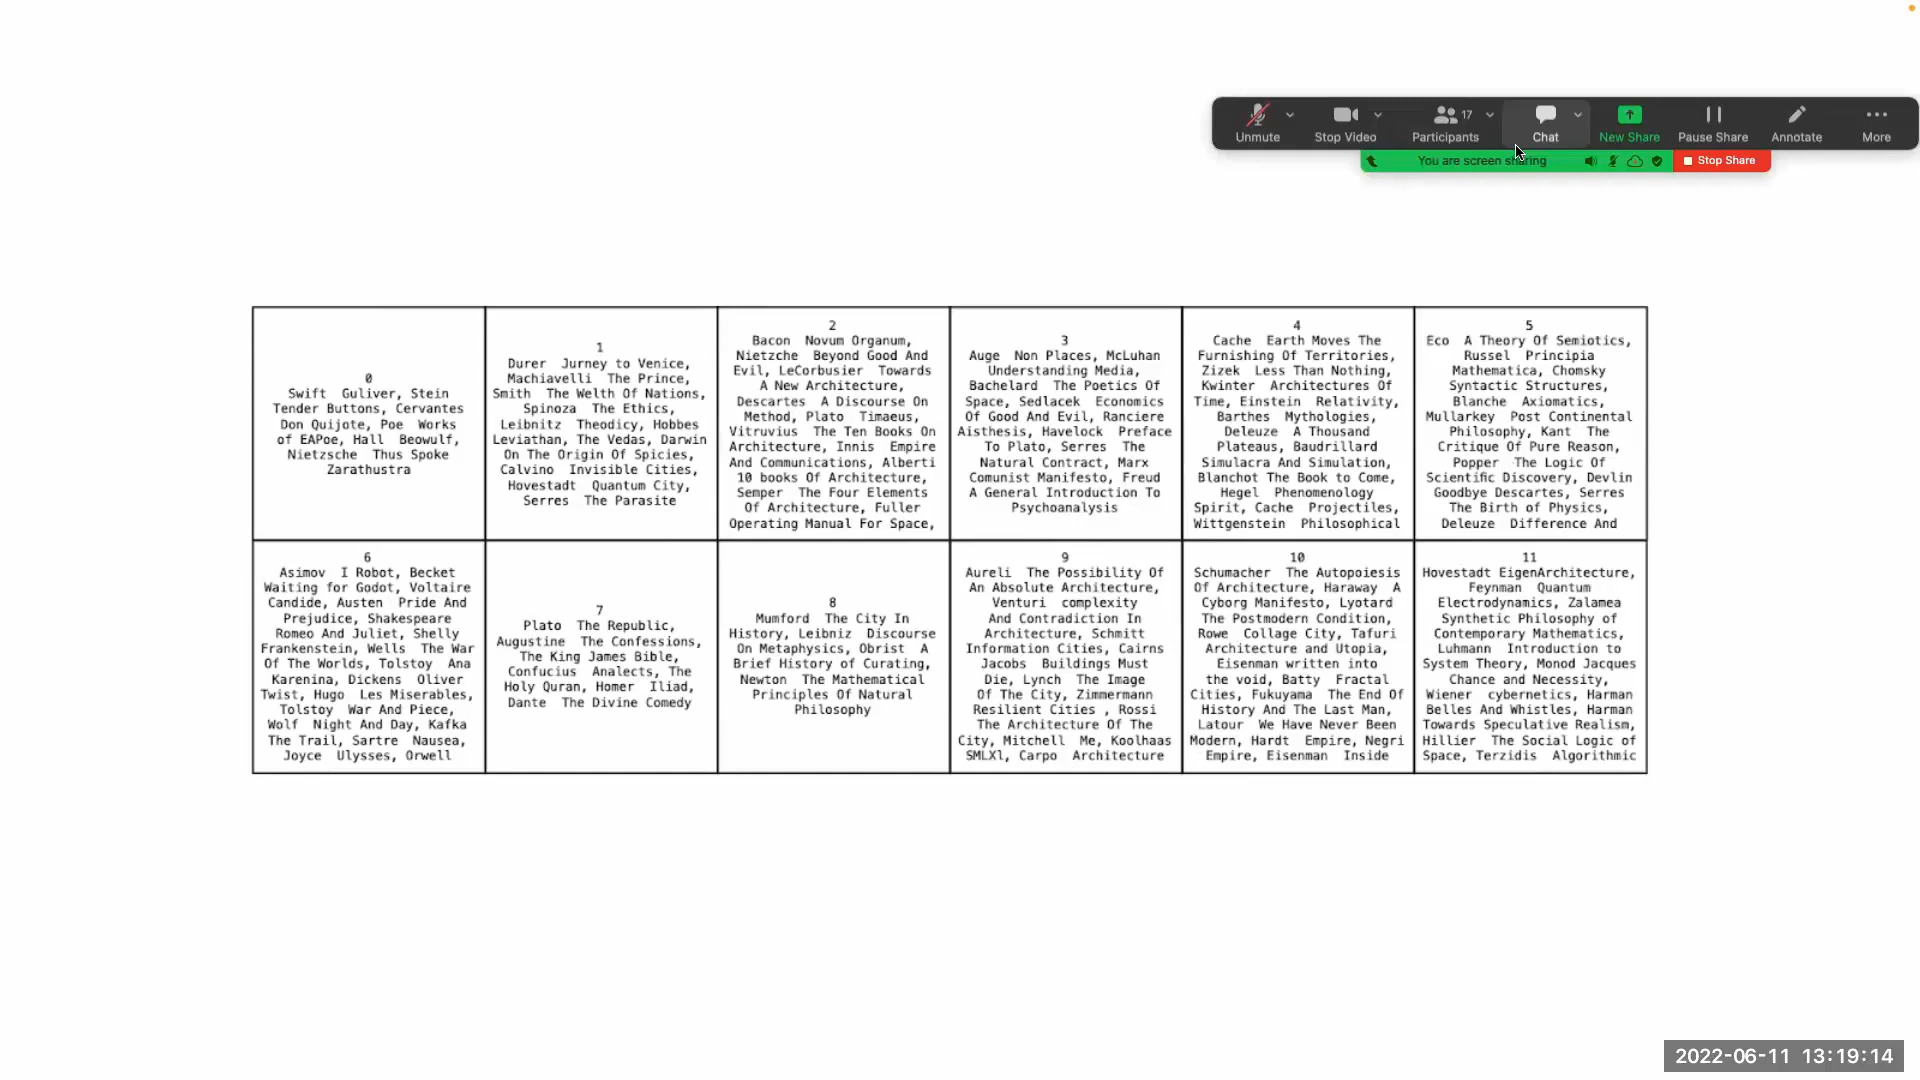 17
Unmute Stop Video Participants Chat New Share Pause Share Annotate More
You are screen sharing Stop Share
0
Swift Guliver, Stein
Tender Buttons, Cervantes
Don Quijote, Poe Works
of EAPoe, Hall Beowulf,
Nietzsche Thus Spoke
Zarathustra
1
Durer Jurney to Venice,
Machiavelli The Prince,
Smith The Welth Of Nations,
Spinoza The Ethics,
Leibnitz Theodicy, Hobbes
Leviathan, The Vedas, Darwin
On The Origin Of Spicies,
Calvino Invisible Cities,
Hovestadt Quantum City,
Serres The Parasite
2
Bacon Novum Organum,
Nietzche Beyond Good And
Evil, LeCorbusier Towards
A New Architecture,
Descartes A Discourse On
Method, Plato Timaeus,
Vitruvius The Ten Books On
Architecture, Innis Empire
And Communications, Alberti
10 books Of Architecture,
Semper The Four Elements
Of Architecture, Fuller
Operating Manual For Space,
3
Auge Non Places, McLuhan
Understanding Media,
Bachelard The Poetics Of
Space, Sedlacek Economics
Of Good And Evil, Ranciere
Aisthesis, Havelock Preface
To Plato, Serres The
Natural Contract, Marx
Comunist Manifesto, Freud
A General Introduction To
Psychoanalysis
4
Cache Earth Moves The
Furnishing Of Territories,
Zizek Less Than Nothing,
Kwinter Architectures Of
Time, Einstein Relativity,
Barthes Mythologies,
Deleuze A Thousand
Plateaus, Baudrillard
Simulacra And Simulation,
Blanchot The Book to Come,
Hegel Phenomenology
Spirit, Cache Projectiles,
Wittgenstein Philosophical
5
Eco A Theory Of Semiotics,
Russel Principia
Mathematica, Chomsky
Syntactic Structures,
Blanche Axiomatics,
Mullarkey Post Continental
Philosophy, Kant The
Critique Of Pure Reason,
Popper The Logic Of
Scientific Discovery, Devlin
Goodbye Descartes, Serres
The Birth of Physics,
Deleuze Difference And
6
Asimov I Robot, Becket
Waiting for Godot, Voltaire
Candide, Austen Pride And
Prejudice, Shakespeare
Romeo And Juliet, Shelly
Frankenstein, Wells The War
Of The Worlds, Tolstoy Ana
Karenina, Dickens Oliver
Twist, Hugo Les Miserables,
Tolstoy War And Piece,
Wolf Night And Day, Kafka
The Trail, Sartre Nausea,
Joyce Ulysses, Orwell
7
Plato The Republic,
Augustine The Confessions,
The King James Bible,
Confucius Analects, The
Holy Quran, Homer Iliad,
Dante The Divine Comedy
8
Mumford The City In
History, Leibniz Discourse
On Metaphysics, Obrist A
Brief History of Curating,
Newton The Mathematical
Principles Of Natural
Philosophy
9
Aureli The Possibility Of
An Absolute Architecture,
Venturi complexity
And Contradiction In
Architecture, Schmitt
Information Cities, Cairns
Jacobs Buildings Must
Die, Lynch The Image
Of The City, Zimmermann
Resilient Cities , Rossi
The Architecture Of The
City, Mitchell Me, Koolhaas
SMLXl, Carpo Architecture
10
Schumacher The Autopoiesis
Of Architecture, Haraway A
Cyborg Manifesto, Lyotard
The Postmodern Condition,
Rowe Collage City, Tafuri
Architecture and Utopia,
Eisenman written into
the void, Batty Fractal
Cities, Fukuyama The End Of
History And The Last Man,
Latour We Have Never Been
Modern, Hardt Empire, Negri
Empire, Eisenman Inside
11
Hovestadt EigenArchitecture,
Feynman Quantum
Electrodynamics, Zalamea
Synthetic Philosophy of
Contemporary Mathematics,
Luhmann Introduction to
System Theory, Monod Jacques
Chance and Necessity,
Wiener cybernetics, Harman
Belles And Whistles, Harman
Towards Speculative Realism,
Hillier The Social Logic of
Space, Terzidis Algorithmic
2022-06-11 13:19:14